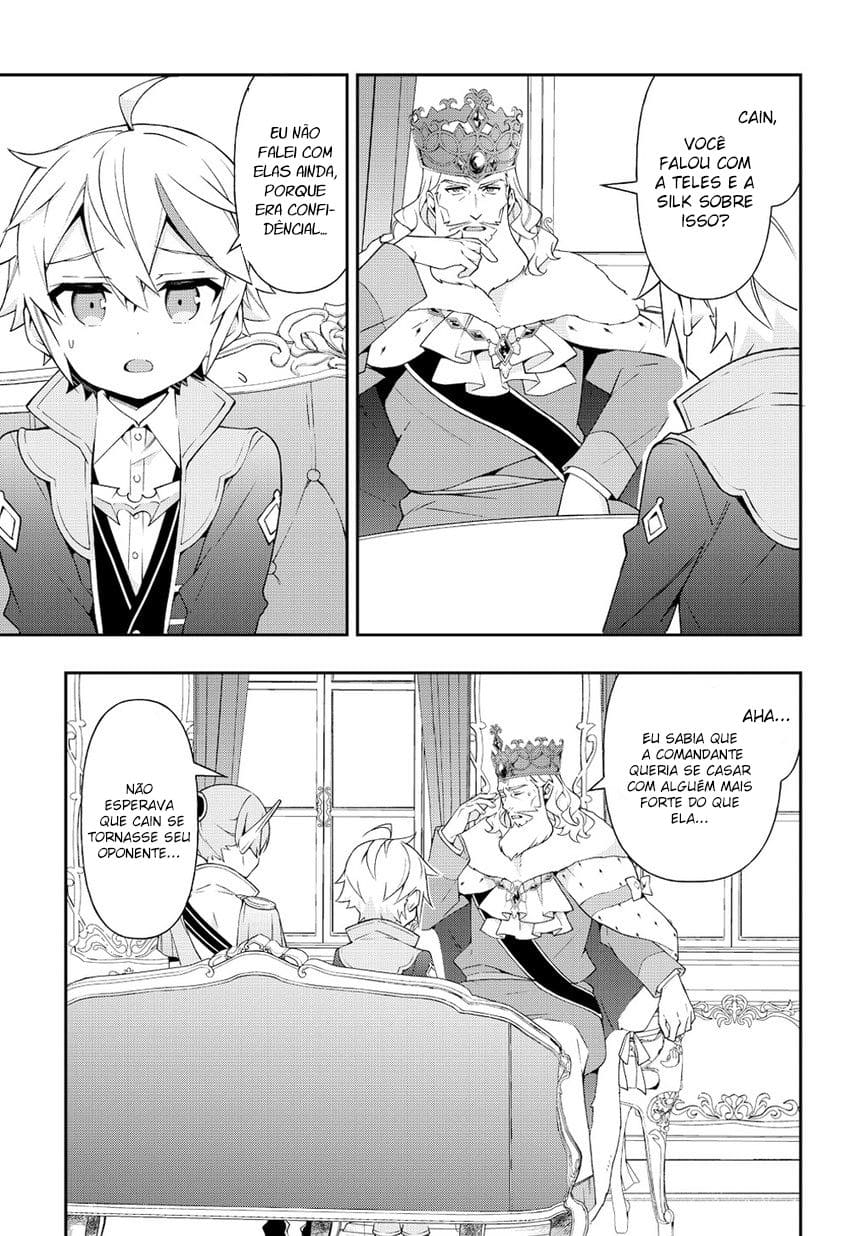 CAIN,
VOCÊ
FALOU COM
A TELES E A
SILK SOBRE
ISSO?
EU NÃO
FALEI COM
ELAS AINDA,
PORQUE
ERA CONFI-
DÊNCIAL...
AHA...
EU SABIA QUE
A COMANDANTE
QUERIA SE CASAR
COM ALGUÉM MAIS
FORTE DO QUE
ELA...
NÃO
ESPERAVA
QUE CAIN SE
TORNASSE SEU
OPONENTE...